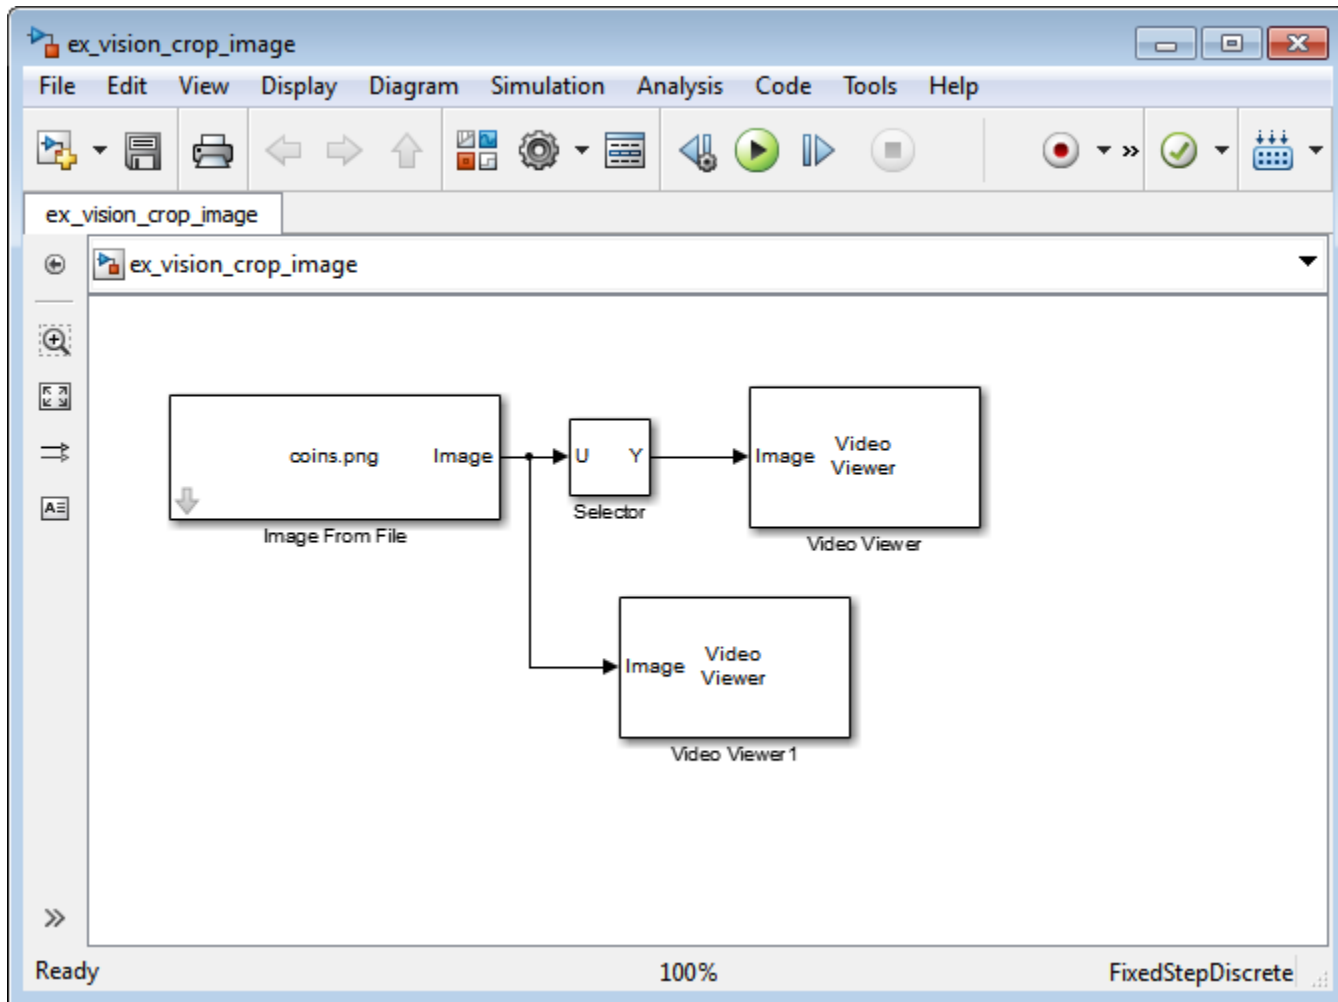 ex_vision_crop_image
File Edit View Display Diagram Simulation Analysis Code Tools Help
ex_vision_crop_image
ex_vision_crop_image
coins.png Image
Image From File
U Y
Selector
Image Video
Viewer
Video Viewer
Image Video
Viewer
Video Viewer1
Ready 100% FixedStepDiscrete